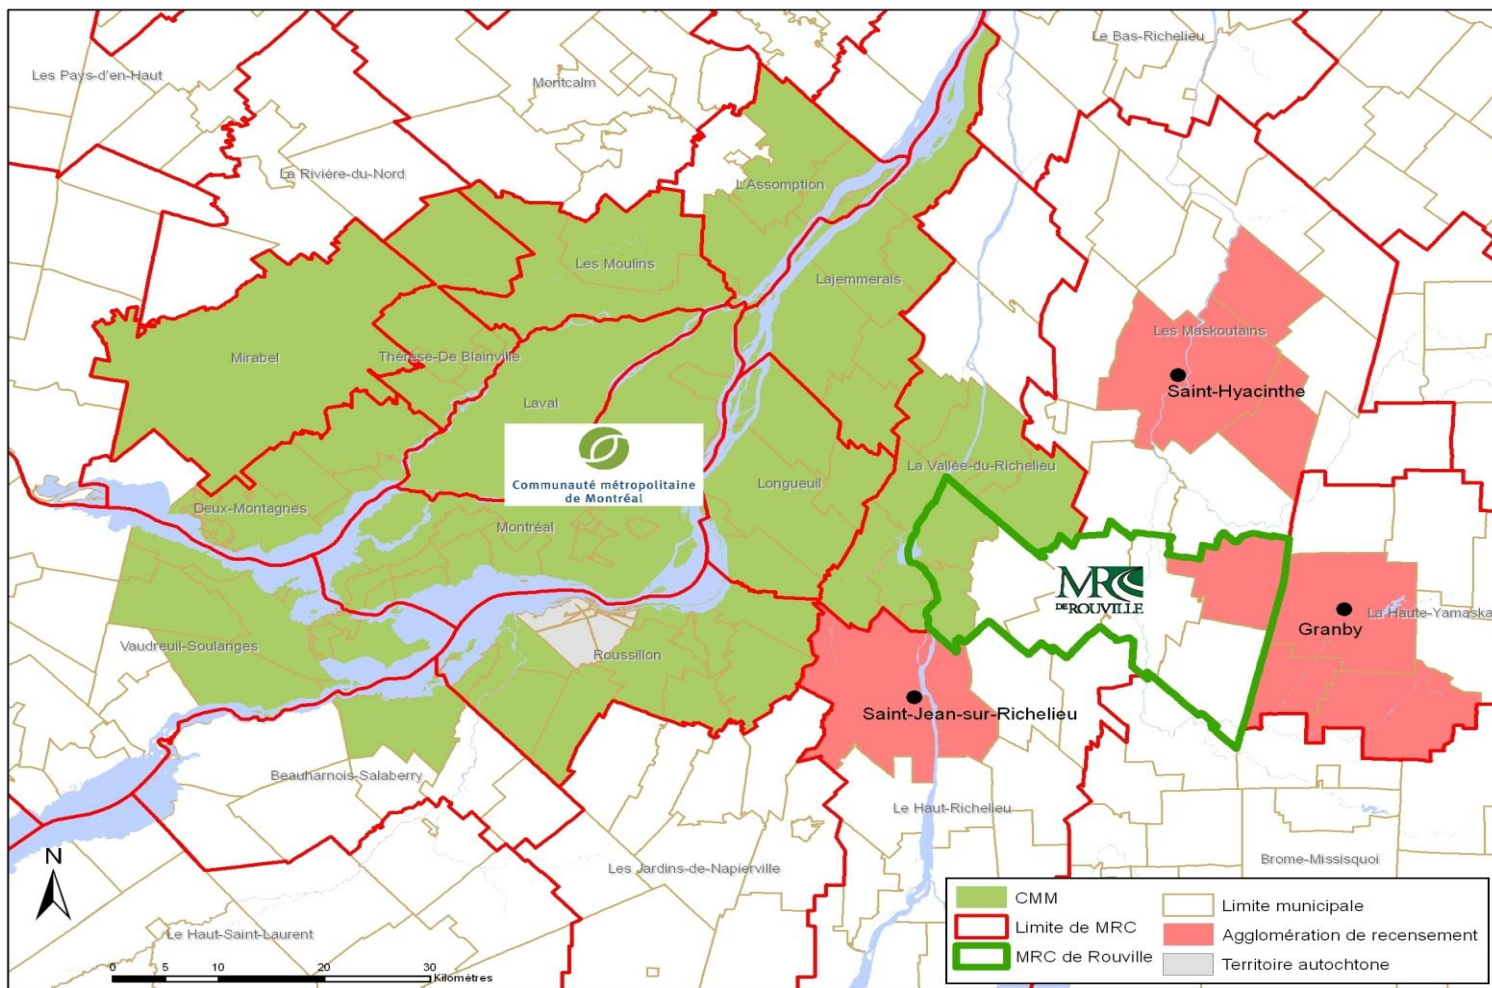 Le Bas-Richelieu
Les Pays-d'en-Haut
Montcalm
La Rivière-du-Nord
L'Assomption
Les Moulins
Lajemmerais
Les Maskoutains
Mirabel
Thérèse-De Blainville
Saint-Hyacinthe
Laval
Communauté métropolitaine
de Montréal
La Vallée-du-Richelieu
Longueuil
Deux-Montagnes
Montréal
MRC
DE ROUVILLE
La Haute-Yamaska
Granby
Vaudreuil-Soulanges
Roussillon
Saint-Jean-sur-Richelieu
Beauharnois-Salaberry
Le Haut-Richelieu
Les Jardins-de-Napierville
Brome-Missisquoi
N
Le Haut-Saint-Laurent
0 5 10 20 30
Kilomètres
CMM
Limite de MRC
MRC de Rouville
Limite municipale
Agglomération de recensement
Territoire autochtone